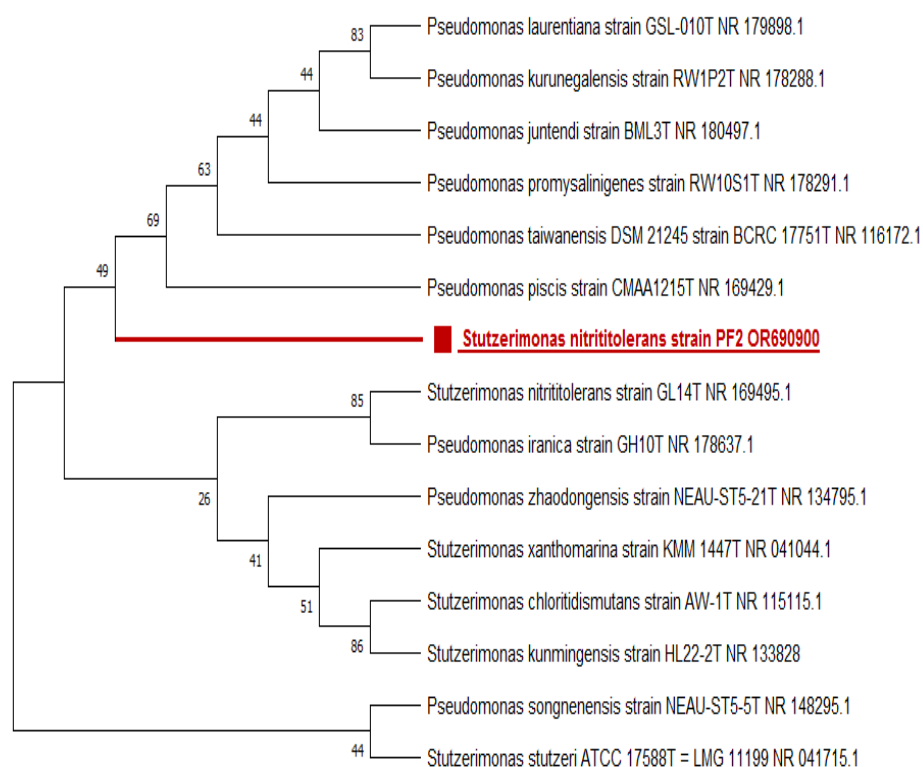 83
Pseudomonas laurentiana strain GSL-010T NR 179898.1
44
Pseudomonas kurunegalensis strain RW1P2T NR 178288.1
44
Pseudomonas juntendi strain BML3T NR 180497.1
63
Pseudomonas promysalinigenes strain RW10S1T NR 178291.1
69
Pseudomonas taiwanensis DSM 21245 strain BCRC 17751T NR 116172.1
49
Pseudomonas piscis strain CMAA1215T NR 169429.1
Stutzerimonas nitrititolerans strain PF2 OR690900
85
Stutzerimonas nitrititolerans strain GL14T NR 169495.1
Pseudomonas iranica strain GH10T NR 178637.1
26
Pseudomonas zhaodongensis strain NEAU-ST5-21T NR 134795.1
41
Stutzerimonas xanthomarina strain KMM 1447T NR 041044.1
51
Stutzerimonas chloritidismutans strain AW-1T NR 115115.1
86
Stutzerimonas kunmingensis strain HL22-2T NR 133828
Pseudomonas songnenensis strain NEAU-ST5-5T NR 148295.1
44
Stutzerimonas stutzeri ATCC 17588T = LMG 11199 NR 041715.1